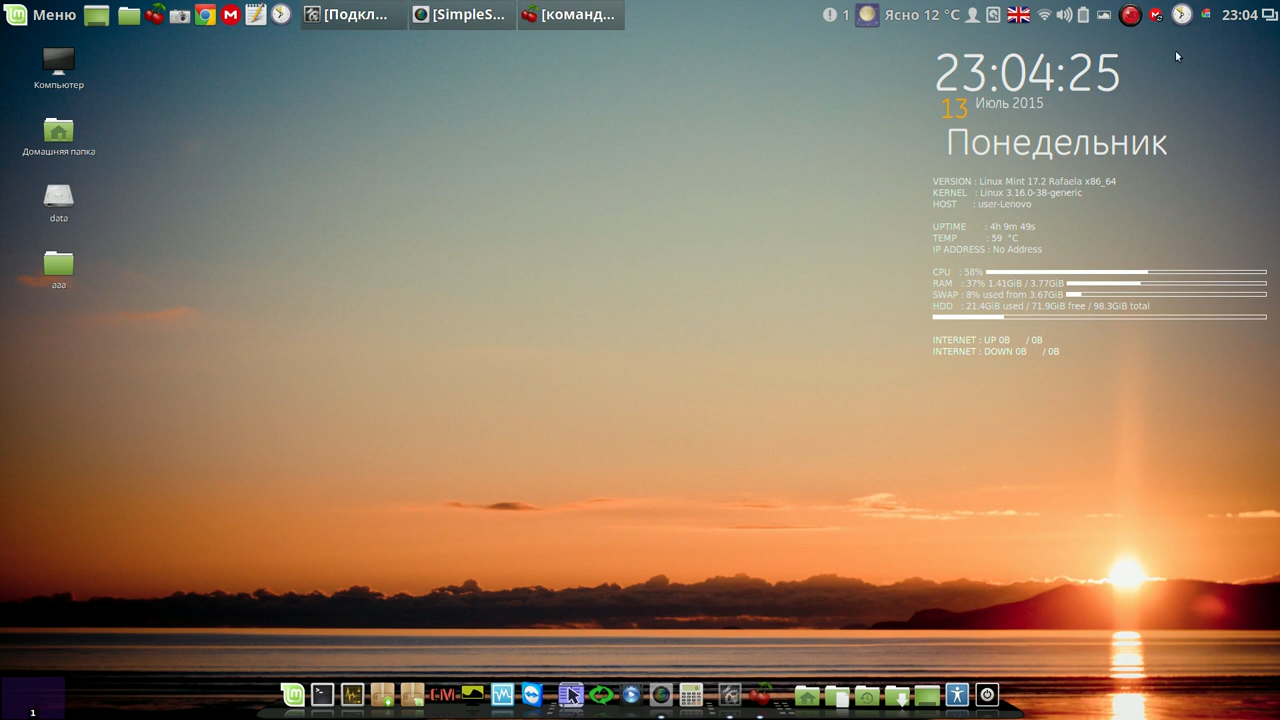 Меню
[Подкл...
[SimpleS...
[команд...
1
Ясно 12 °C
23:04
Компьютер
Домашняя папка
data
aaa
23:04:25
13 Июль 2015
Понедельник
VERSION : Linux Mint 17.2 Rafaela x86_64
KERNEL : Linux 3.16.0-38-generic
HOST : user-Lenovo
UPTIME : 4h 9m 49s
TEMP : 59 °C
IP ADDRESS : No Address
CPU : 58%
RAM : 37% 1.41GiB / 3.77GiB
SWAP : 8% used from 3.67GiB
HDD : 21.4GiB used / 71.9GiB free / 98.3GiB total
INTERNET : UP 0B / 0B
INTERNET : DOWN 0B / 0B
1